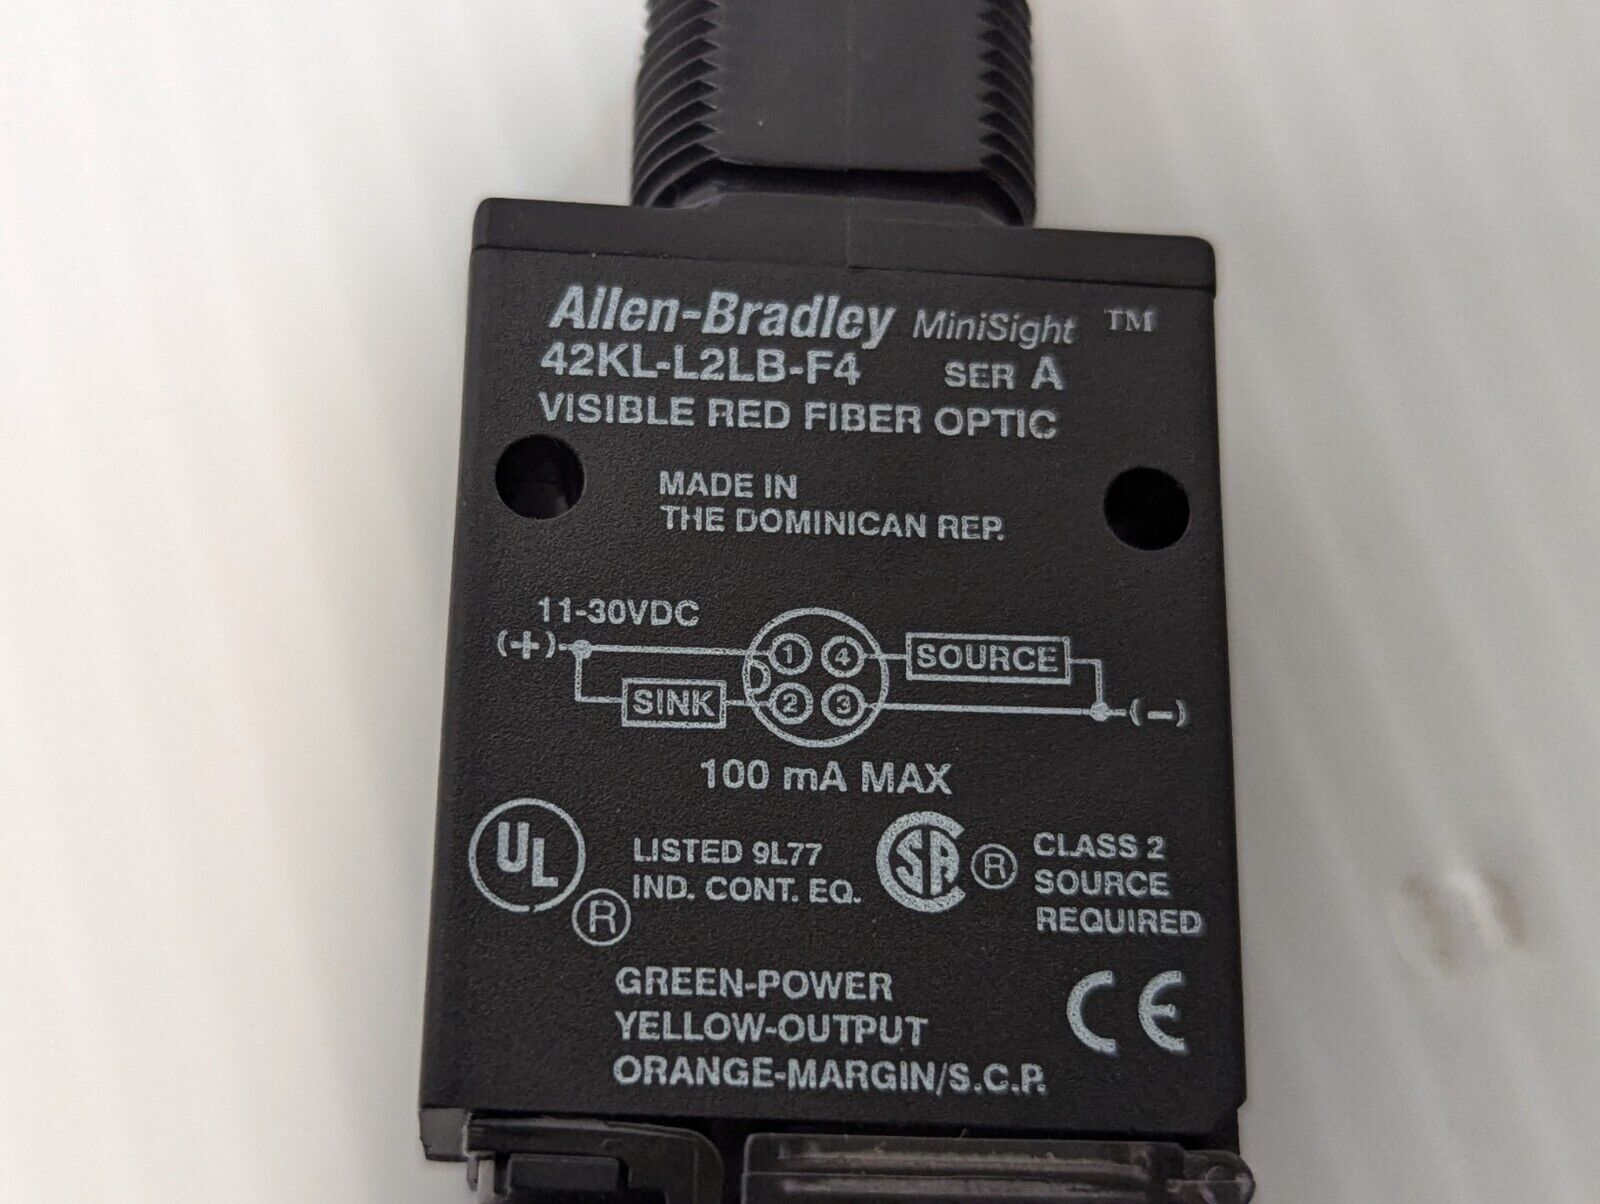 Allen-Bradley MiniSight ™
42KL-L2LB-F4 SER A
VISIBLE RED FIBER OPTIC
MADE IN
THE DOMINICAN REP.
11-30VDC
(+) 1 4 SOURCE
SINK 2 3 (-)
100 mA MAX
UL ® LISTED 9L77
IND. CONT. EQ.
SA ® CLASS 2
SOURCE
REQUIRED
GREEN-POWER
YELLOW-OUTPUT
ORANGE-MARGIN/S.C.P.
CE